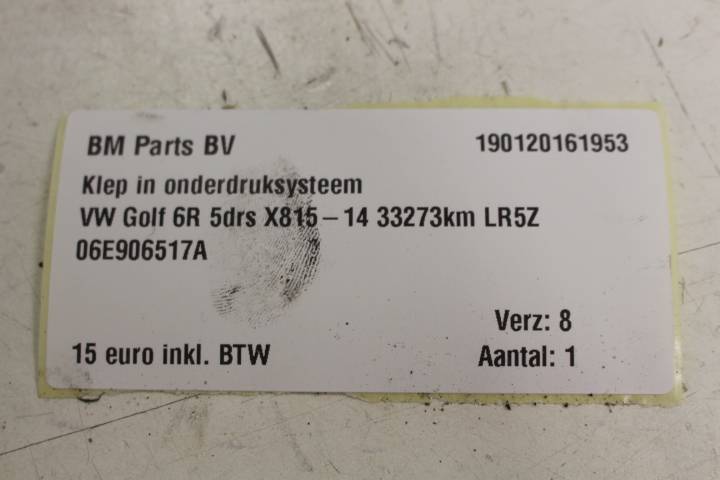 BM Parts BV 190120161953
Klep in onderdruksysteem
VW Golf 6R 5drs X815-14 33273km LR5Z
06E906517A
Verz: 8
15 euro inkl. BTW Aantal: 1